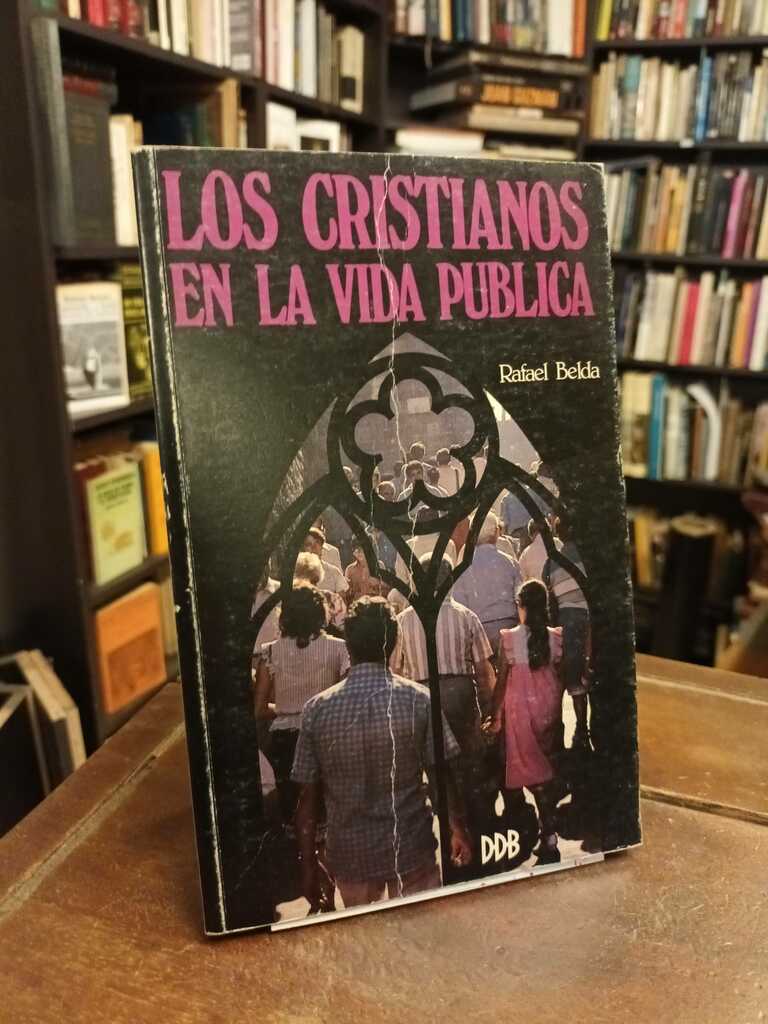 LOS CRISTIANOS
EN LA VIDA PUBLICA
Rafael Belda
DDB